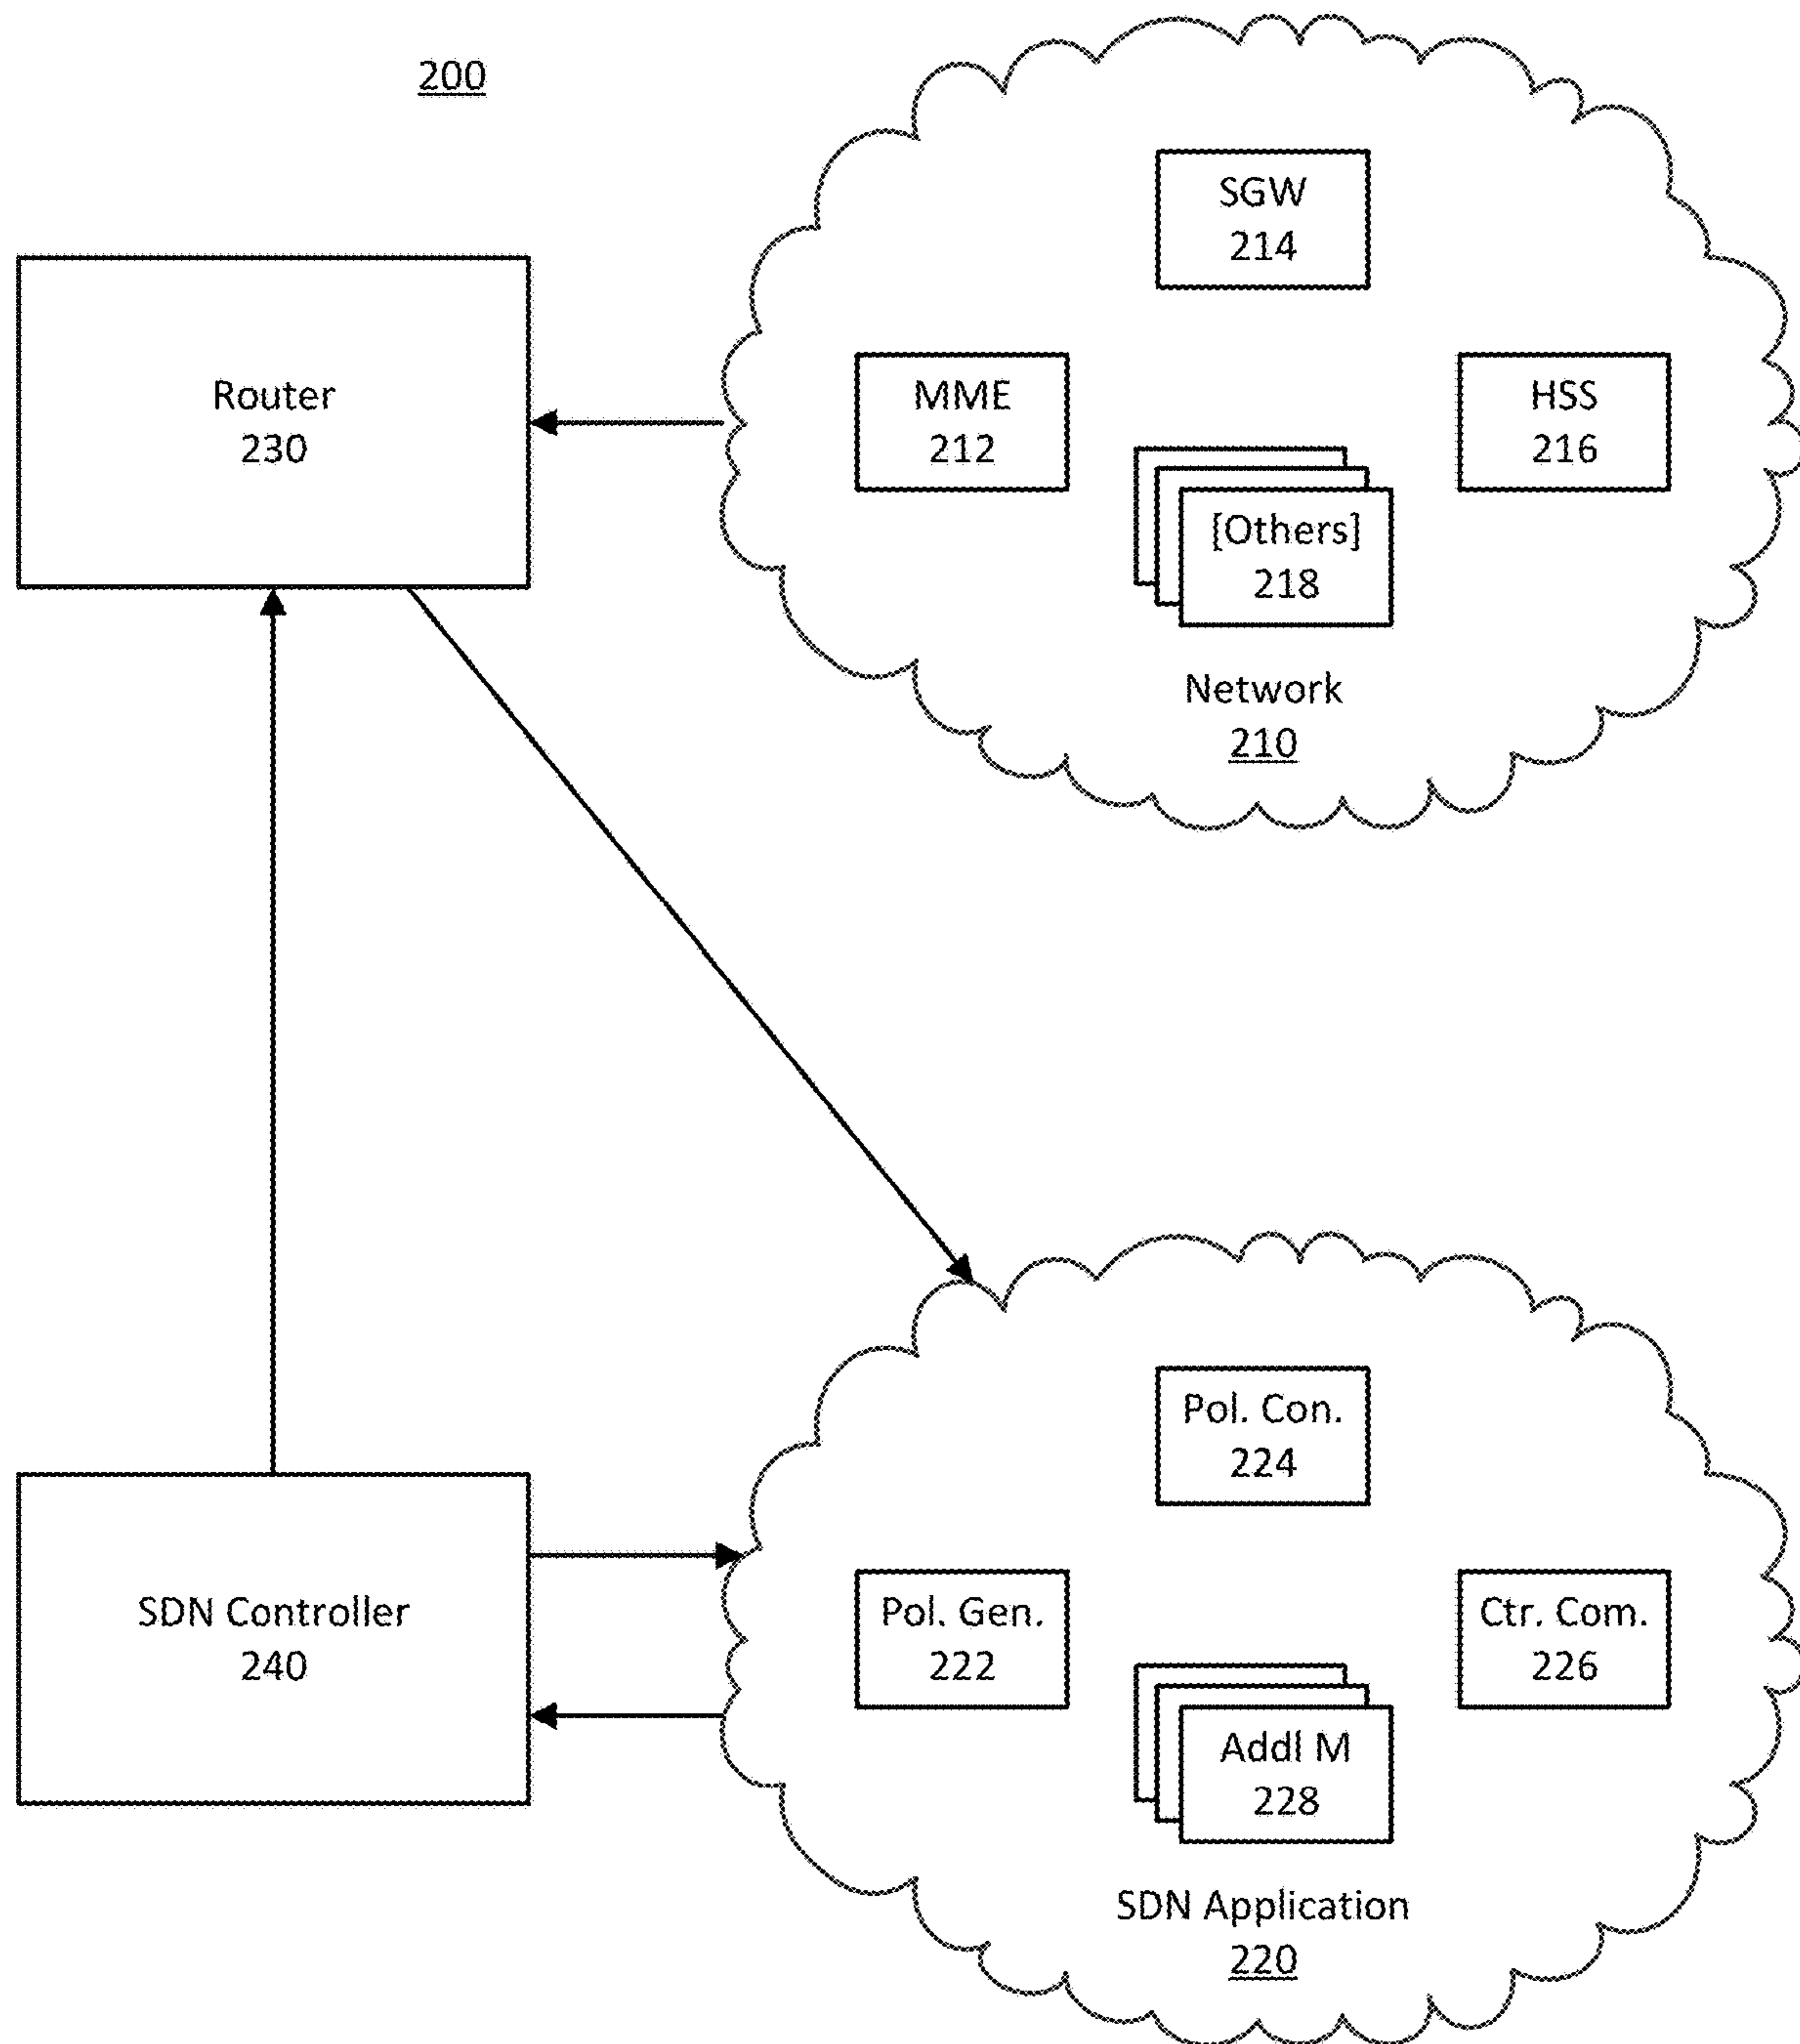 200
SGW
214
Router
230
MME
212
HSS
216
[Others]
218
Network
210
Pol. Con.
224
SDN Controller
240
Pol. Gen.
222
Ctr. Com.
226
Addl M
228
SDN Application
220